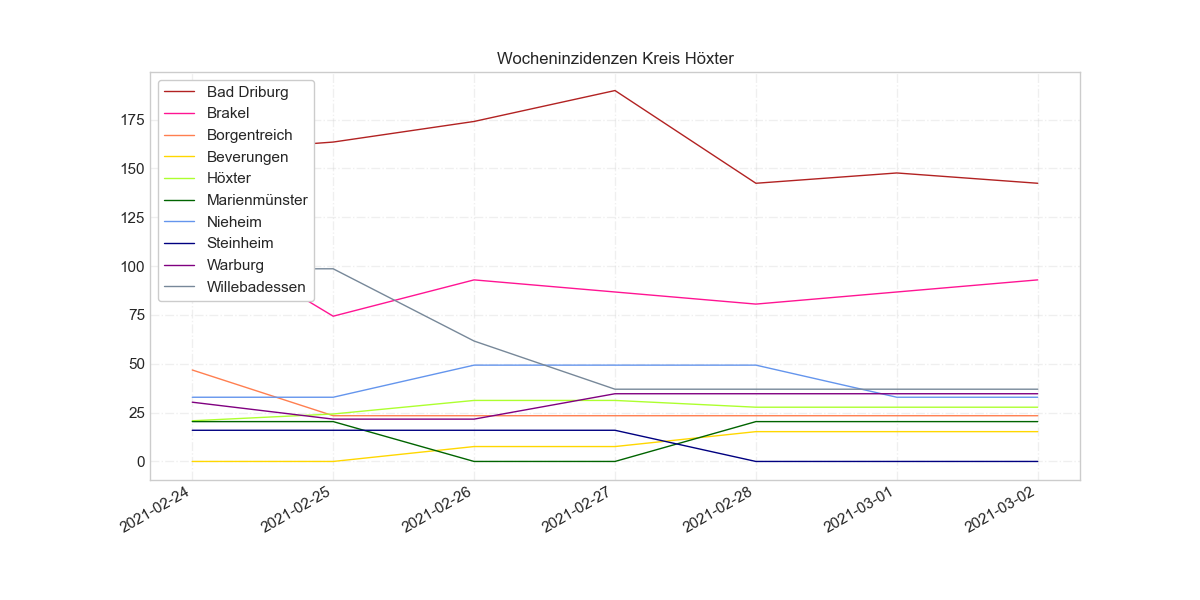 Wocheninzidenzen Kreis Höxter
Bad Driburg
Brakel
Borgentreich
Beverungen
Höxter
Marienmünster
Nieheim
Steinheim
Warburg
Willebadessen
175
150
125
100
75
50
25
0
2021-02-24
2021-02-25
2021-02-26
2021-02-27
2021-02-28
2021-03-01
2021-03-02